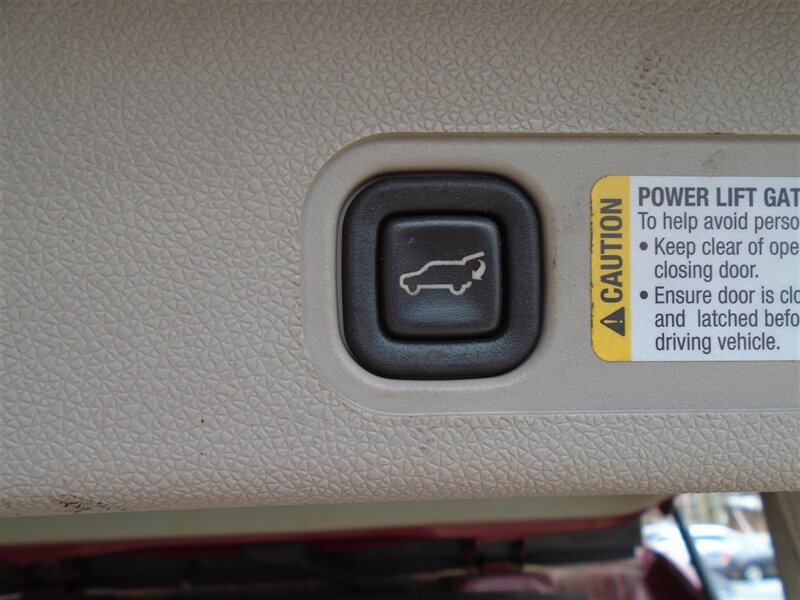 CAUTION
POWER LIFT GAT
To help avoid perso
• Keep clear of ope
closing door.
• Ensure door is clo
and latched befo
driving vehicle.